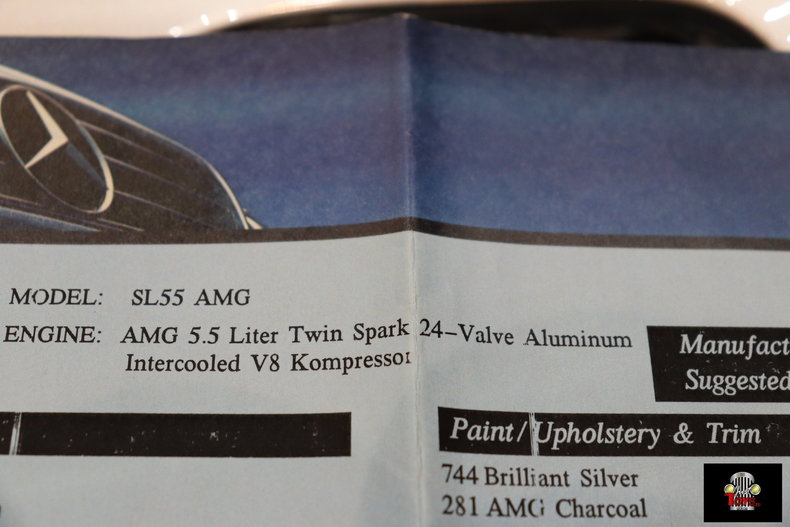 MODEL: SL55 AMG
ENGINE: AMG 5.5 Liter Twin Spark 24-Valve Aluminum
Intercooled V8 Kompressor
Manufact
Suggested
Paint/Upholstery & Trim
744 Brilliant Silver
281 AMG Charcoal